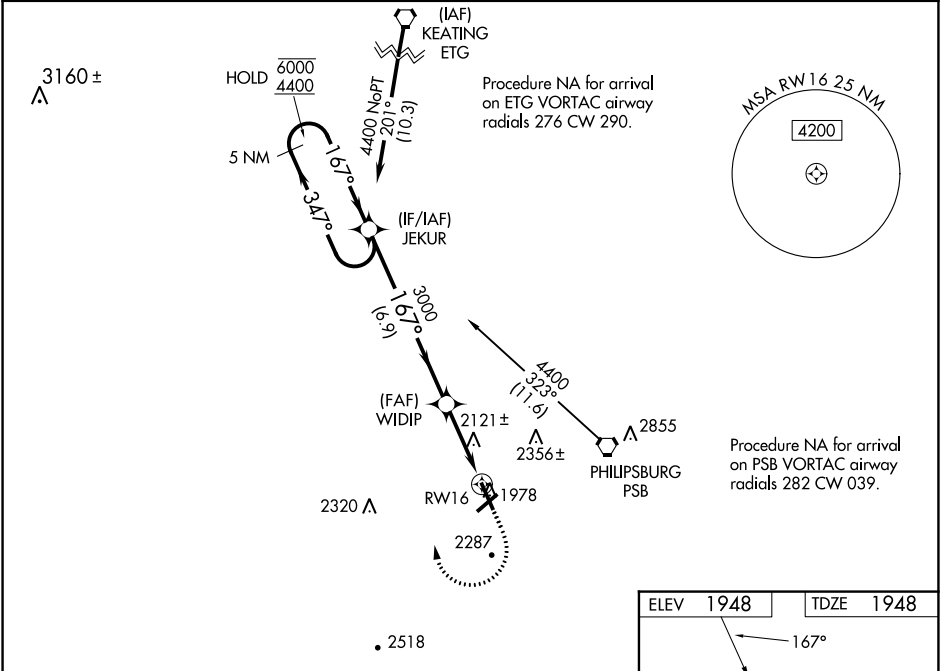 (IAF)
KEATING
ETG
3160 ±
HOLD 6000
4400
4400 NoPT
201°
(10.3)
Procedure NA for arrival
on ETG VORTAC airway
radials 276 CW 290.
MSA RW16 25 NM
4200
5 NM
167°
347°
(IF/IAF)
JEKUR
3000
167°
(6.9)
4400
323°
(11.6)
(FAF)
WIDIP
2121 ±
2356 ±
2855
PHILIPSBURG
PSB
Procedure NA for arrival
on PSB VORTAC airway
radials 282 CW 039.
RW16
1978
2320
2287
2518
ELEV 1948
TDZE 1948
167°